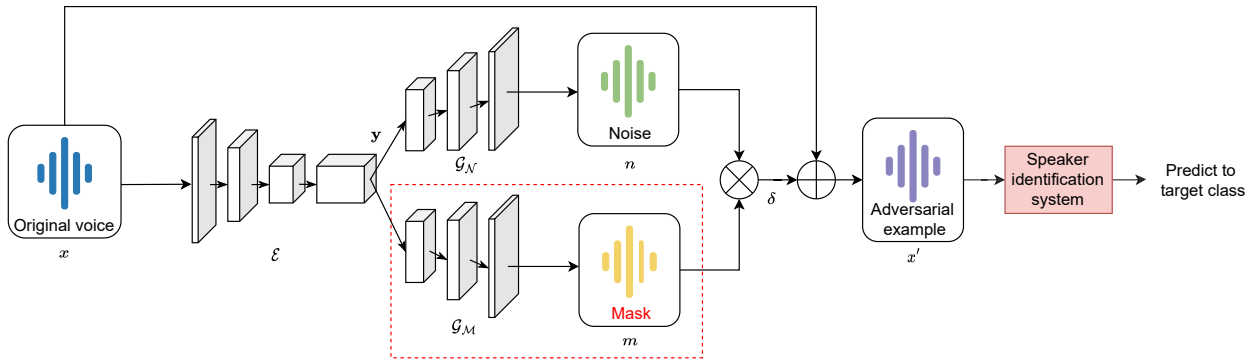 Original voice
x
ℰ
y
𝒢_𝒩
Noise
n
𝒢_ℳ
Mask
m
δ
Adversarial
example
x′
Speaker
identification
system
Predict to
target class